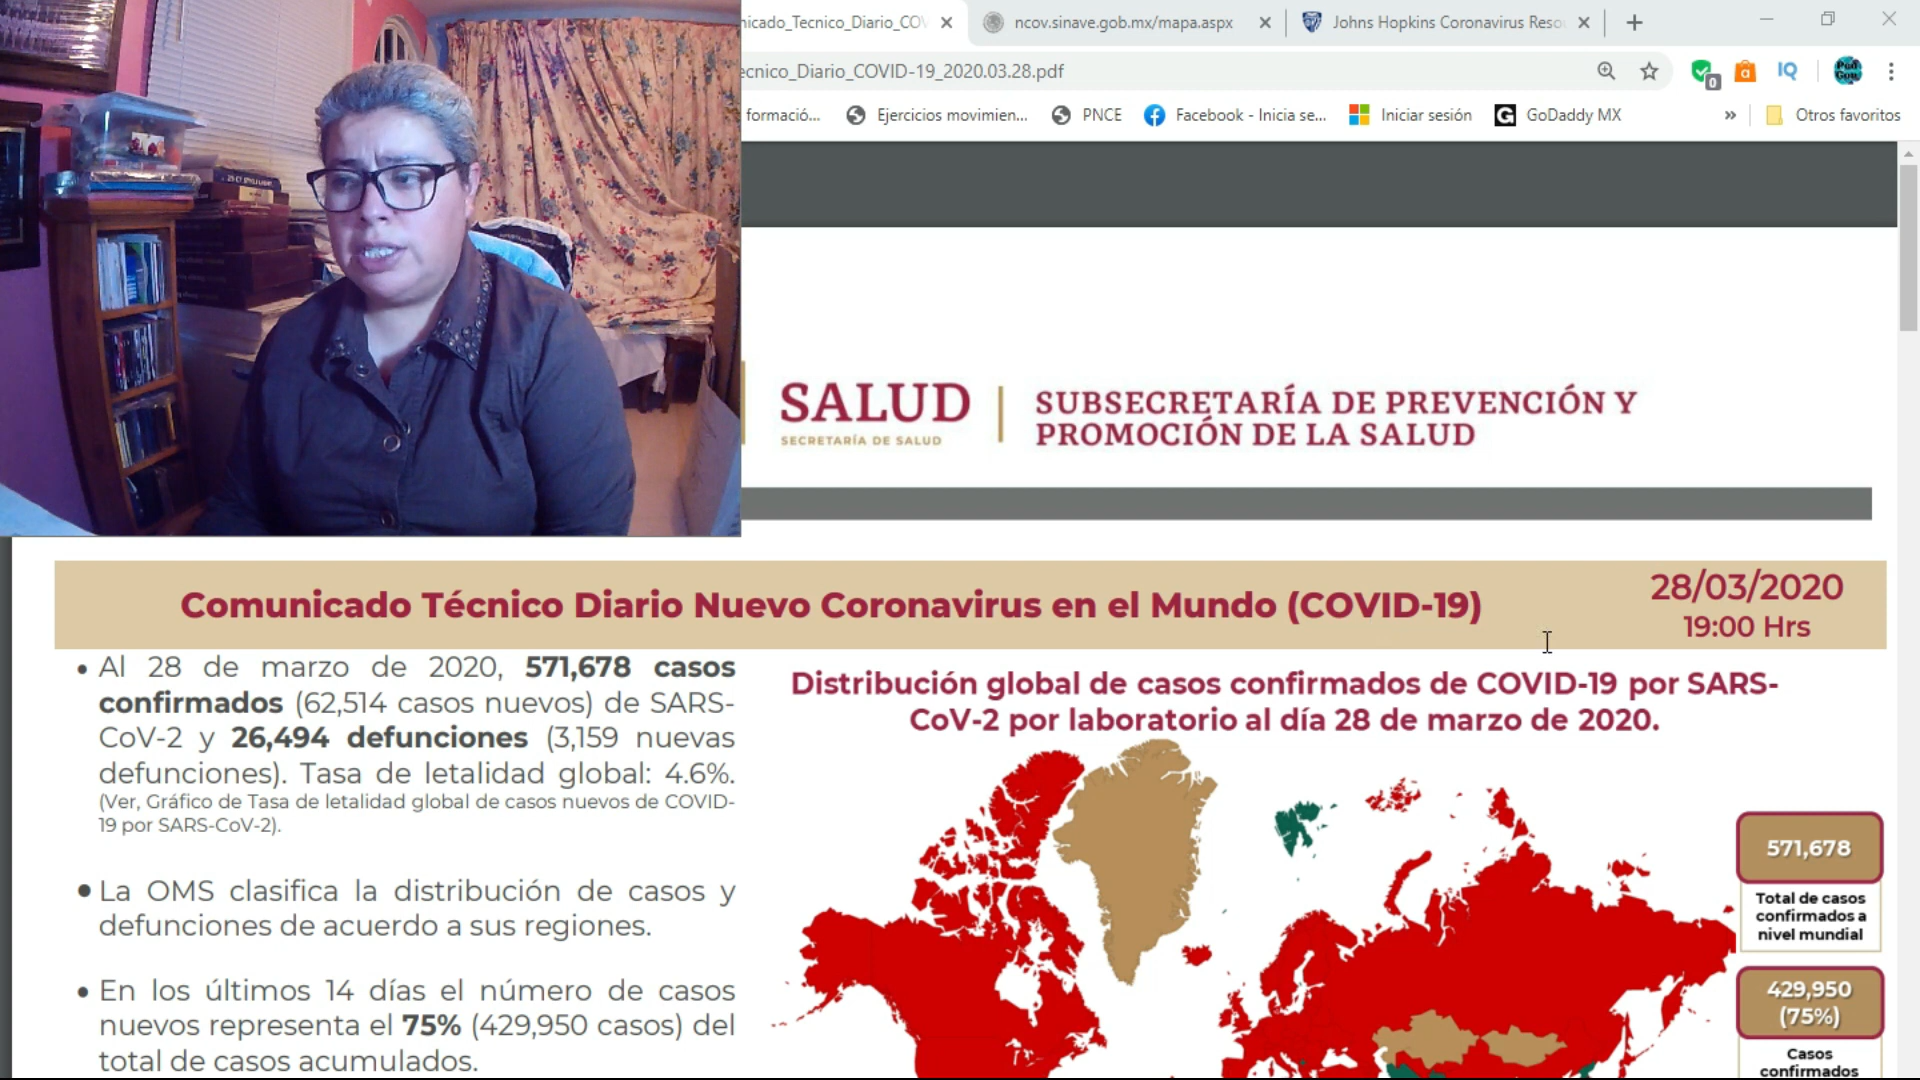 nicado_Tecnico_Diario_COV
ncov.sinave.gob.mx/mapa.aspx
Johns Hopkins Coronavirus Reso
ecnico_Diario_COVID-19_2020.03.28.pdf
0
a
IQ
formació...
Ejercicios movimien...
PNCE
Facebook - Inicia se...
Iniciar sesión
GoDaddy MX
»
Otros favoritos
SALUD
SECRETARÍA DE SALUD
SUBSECRETARÍA DE PREVENCIÓN Y
PROMOCIÓN DE LA SALUD
Comunicado Técnico Diario Nuevo Coronavirus en el Mundo (COVID-19)
28/03/2020
19:00 Hrs
• Al 28 de marzo de 2020, 571,678 casos
confirmados (62,514 casos nuevos) de SARS-
CoV-2 y 26,494 defunciones (3,159 nuevas
defunciones). Tasa de letalidad global: 4.6%.
(Ver, Gráfico de Tasa de letalidad global de casos nuevos de COVID-
19 por SARS-CoV-2).
• La OMS clasifica la distribución de casos y
defunciones de acuerdo a sus regiones.
• En los últimos 14 días el número de casos
nuevos representa el 75% (429,950 casos) del
total de casos acumulados.
Distribución global de casos confirmados de COVID-19 por SARS-
CoV-2 por laboratorio al día 28 de marzo de 2020.
571,678
Total de casos
confirmados a
nivel mundial
429,950
(75%)
Casos
confirmados